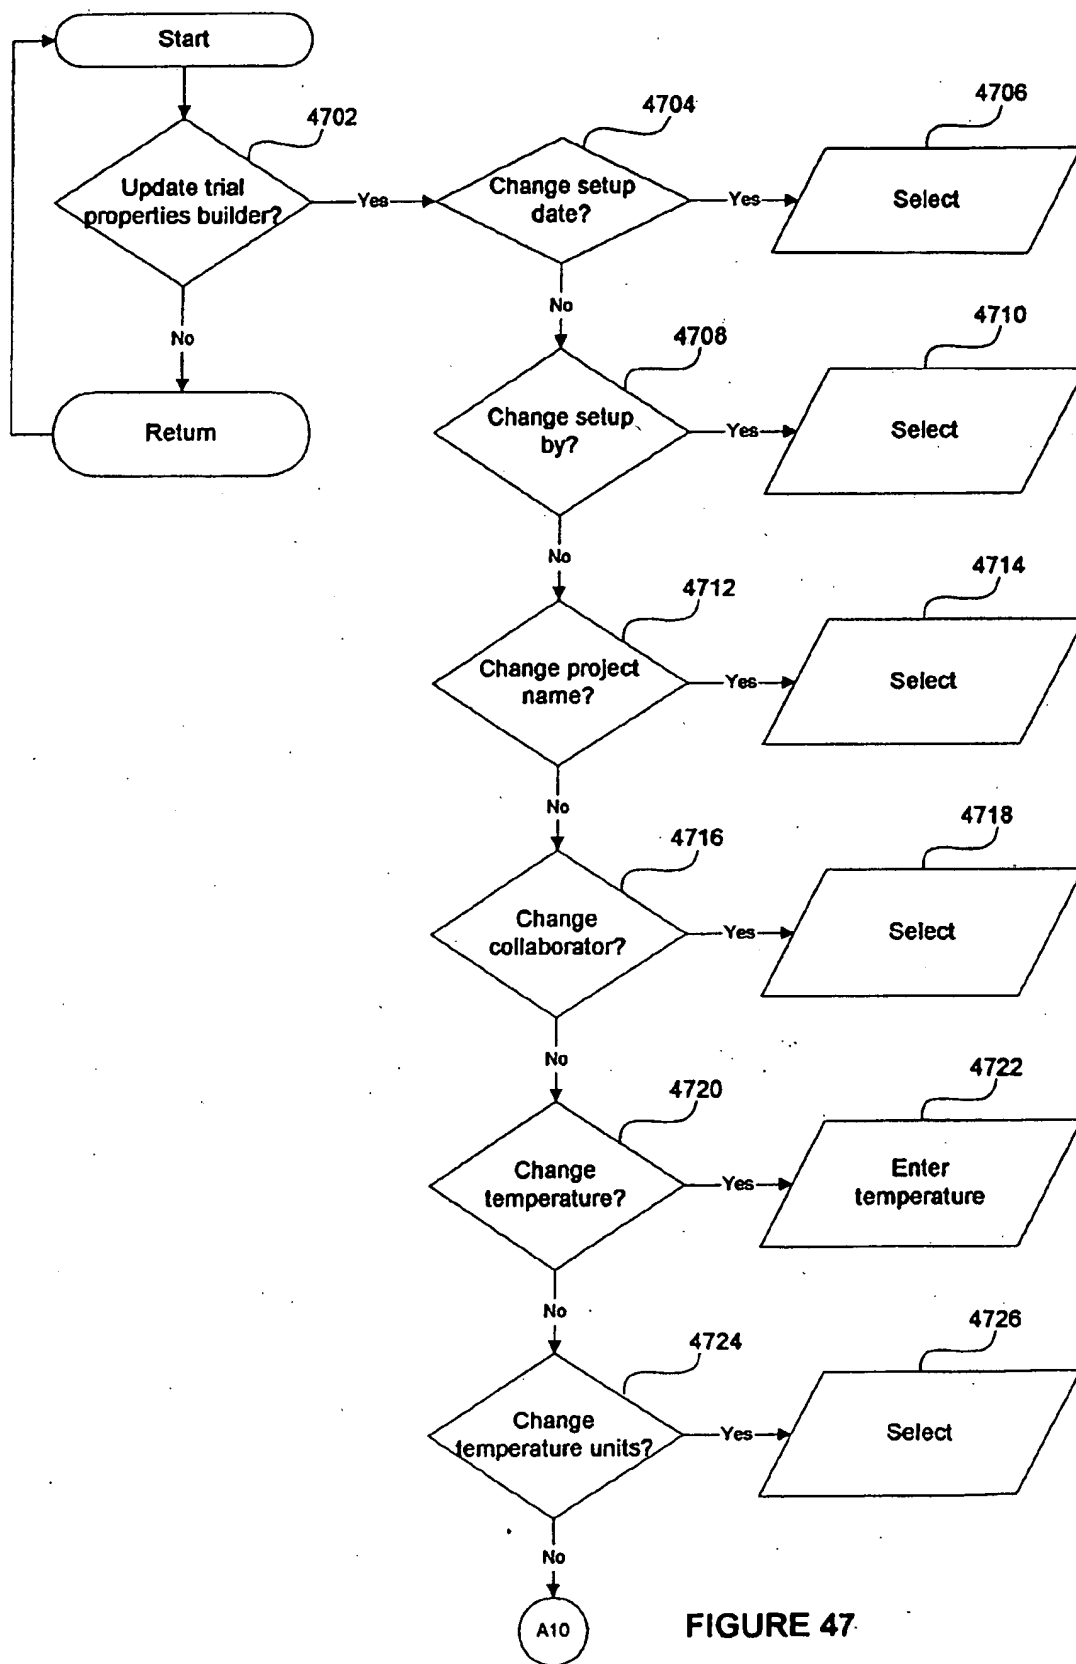 Start
4702
4704
4706
Update trial
properties builder?
Yes
Change setup
date?
Yes
Select
No
No
4708
4710
Return
Change setup
by?
Yes
Select
No
4712
4714
Change project
name?
Yes
Select
No
4716
4718
Change
collaborator?
Yes
Select
No
4720
4722
Change
temperature?
Yes
Enter
temperature
No
4724
4726
Change
temperature units?
Yes
Select
No
A10
FIGURE 47